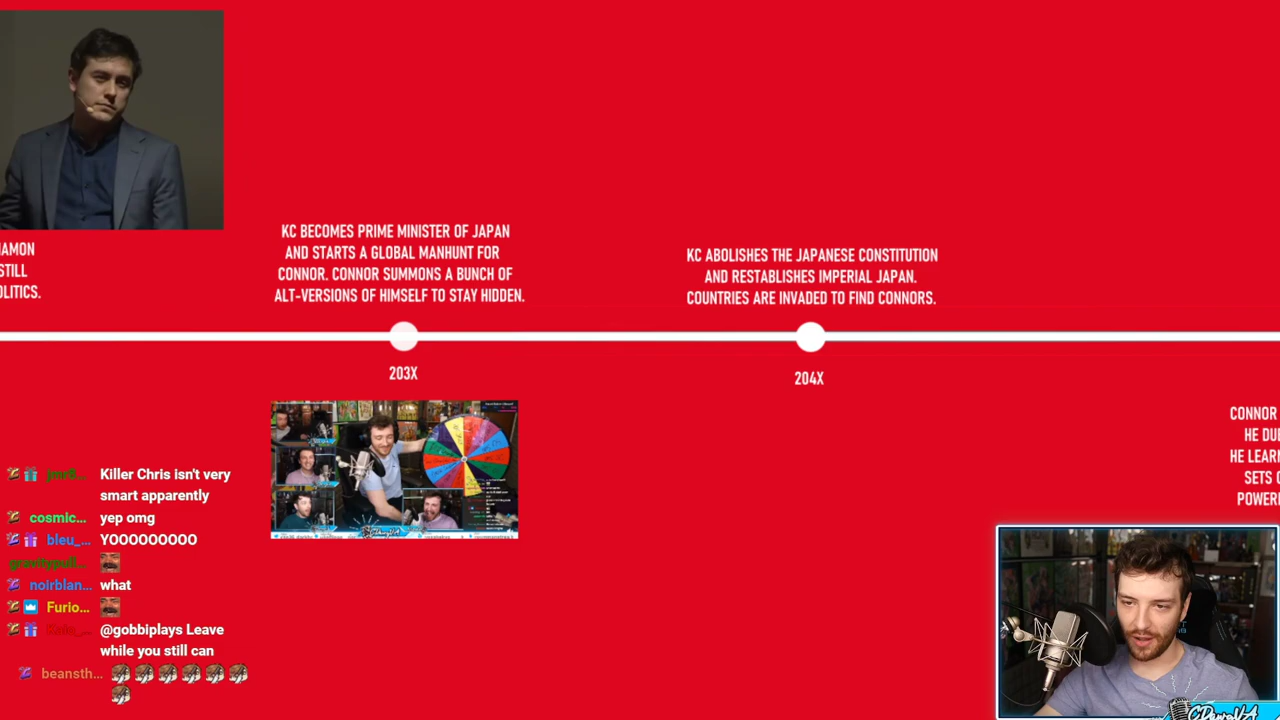 AMON
STILL
OLITICS.
KC BECOMES PRIME MINISTER OF JAPAN
AND STARTS A GLOBAL MANHUNT FOR
CONNOR. CONNOR SUMMONS A BUNCH OF
ALT-VERSIONS OF HIMSELF TO STAY HIDDEN.
KC ABOLISHES THE JAPANESE CONSTITUTION
AND RESTABLISHES IMPERIAL JAPAN.
COUNTRIES ARE INVADED TO FIND CONNORS.
203X
204X
CONNOR
HE DU
HE LEARN
SETS
POWER
Killer Chris isn't very
smart apparently
cosmic... yep omg
bleu_... YOOOOOOOOO
gravitypull...
noirblan... what
Furio...
@gobbiplays Leave
while you still can
beansth...
CDawgVA